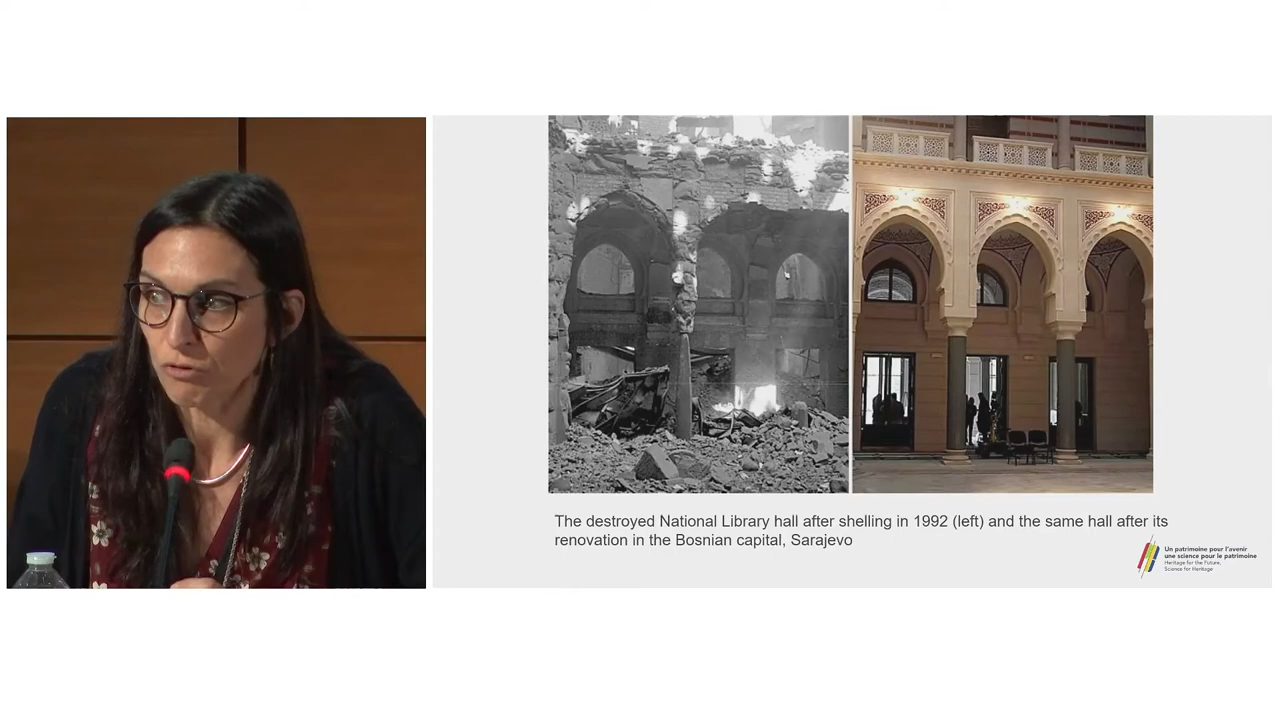 The destroyed National Library hall after shelling in 1992 (left) and the same hall after its
renovation in the Bosnian capital, Sarajevo
Un patrimoine pour l'avenir
une science pour le patrimoine
Heritage for the Future,
Science for Heritage